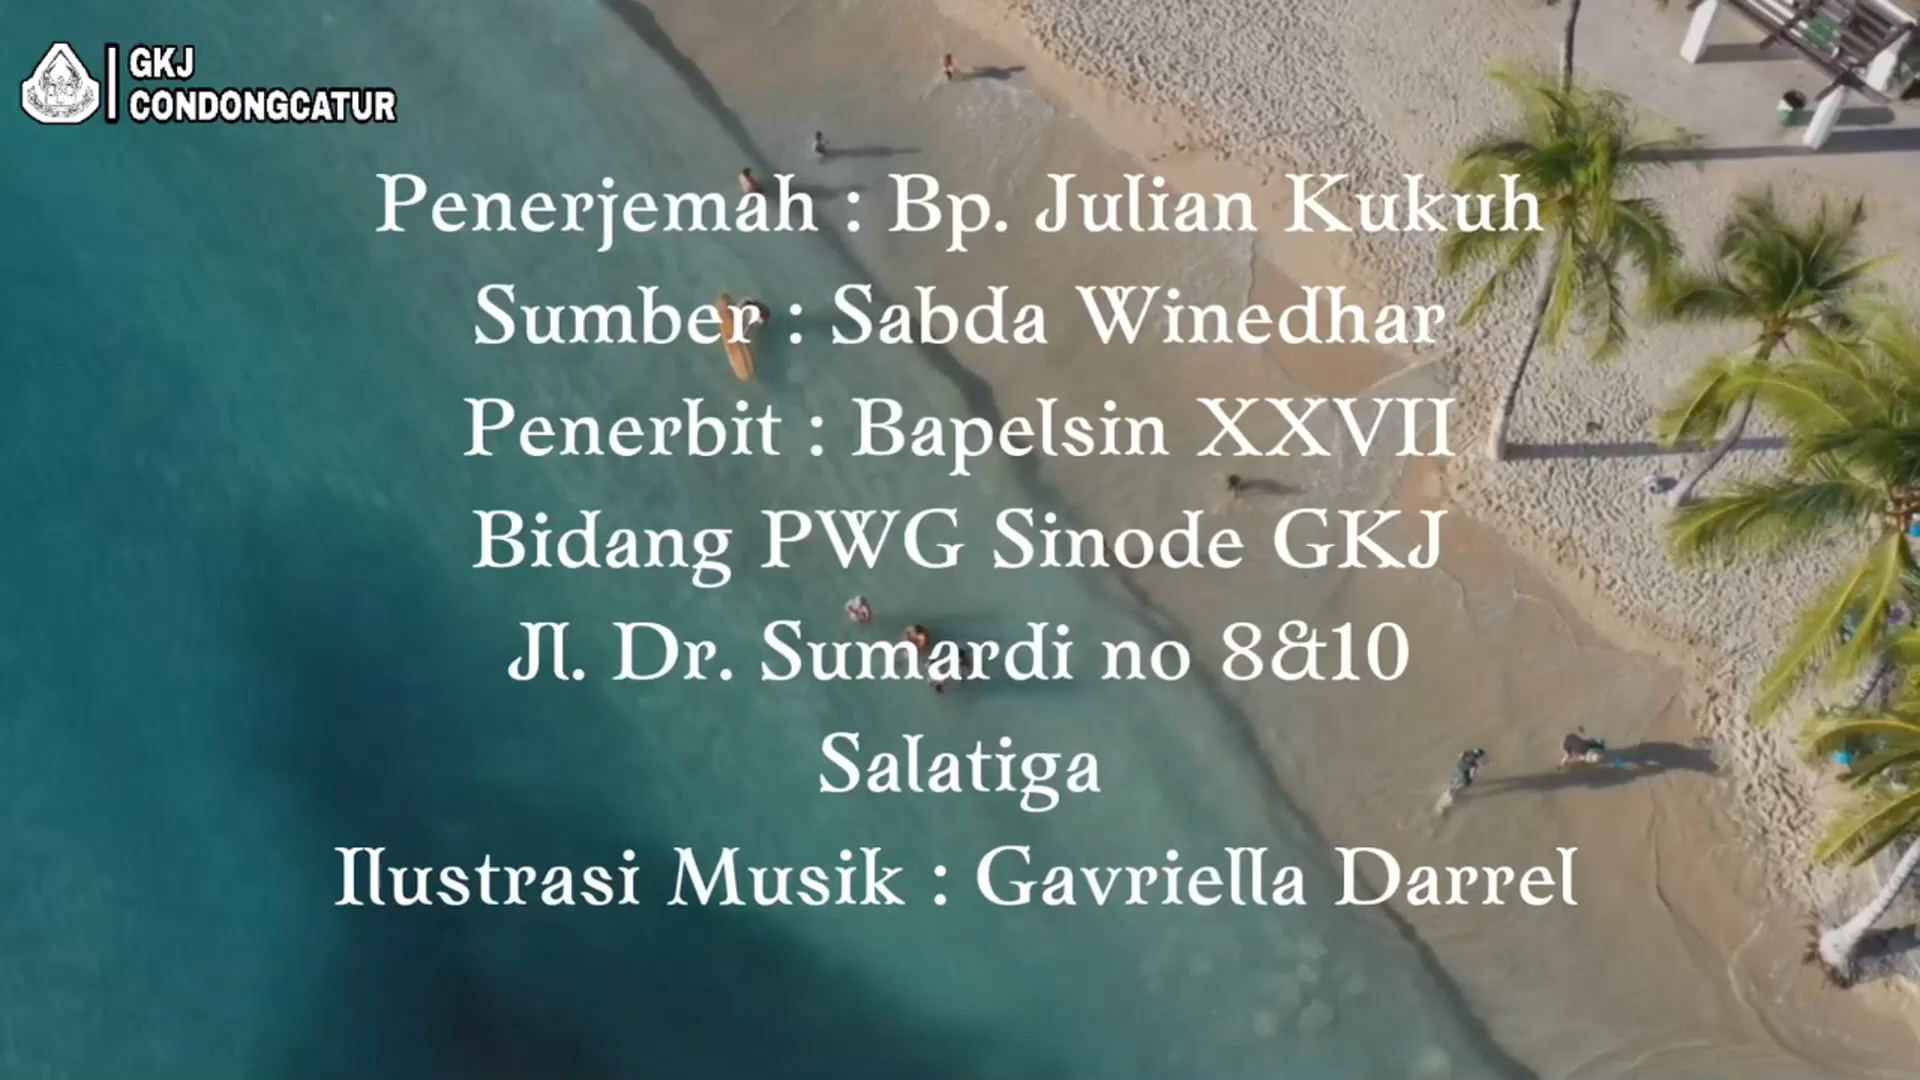 GKJ
CONDONGCATUR
Penerjemah : Bp. Julian Kukuh
Sumber : Sabda Winedhar
Penerbit : Bapelsin XXVII
Bidang PWG Sinode GKJ
Jl. Dr. Sumardi no 8&10
Salatiga
Ilustrasi Musik : Gavriella Darrel